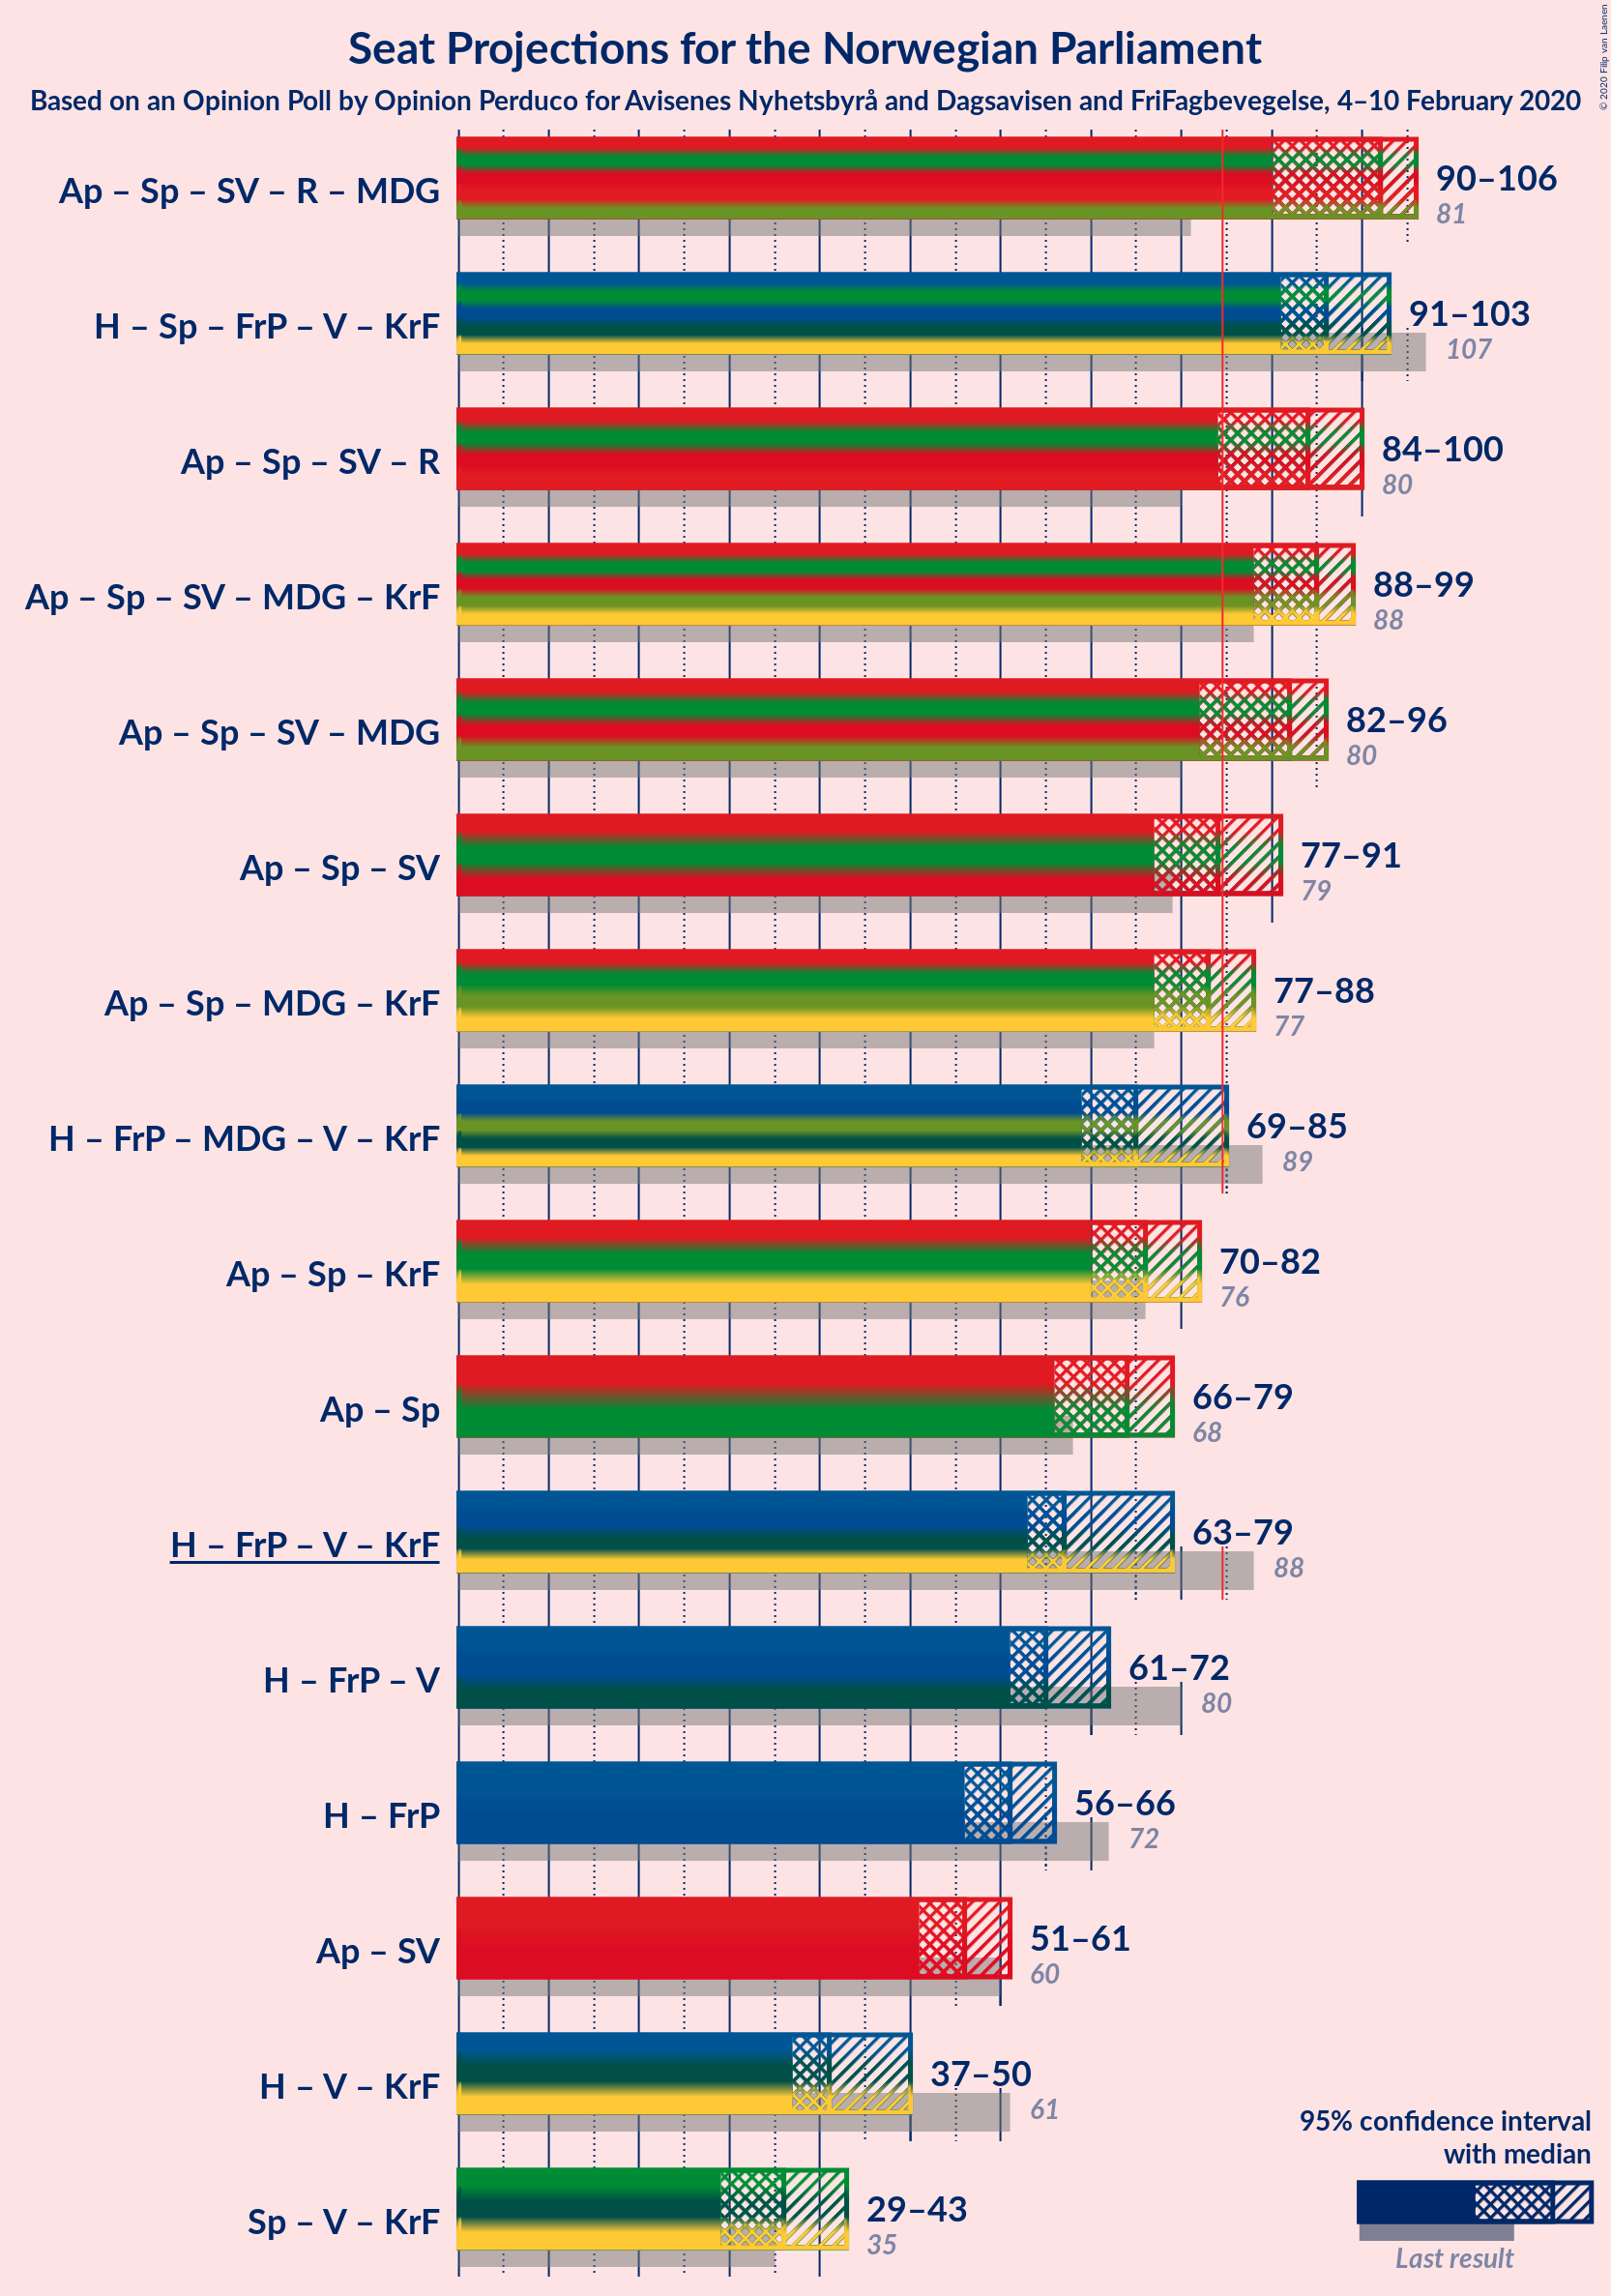 Seat Projections for the Norwegian Parliament
Based on an Opinion Poll by Opinion Perduco for Avisenes Nyhetsbyrå and Dagsavisen and FriFagbevegelse, 4–10 February 2020
© 2020 Filip van Laenen
Ap – Sp – SV – R – MDG
90–106
81
H – Sp – FrP – V – KrF
91–103
107
Ap – Sp – SV – R
84–100
80
Ap – Sp – SV – MDG – KrF
88–99
88
Ap – Sp – SV – MDG
82–96
80
Ap – Sp – SV
77–91
79
Ap – Sp – MDG – KrF
77–88
77
H – FrP – MDG – V – KrF
69–85
89
Ap – Sp – KrF
70–82
76
Ap – Sp
66–79
68
H – FrP – V – KrF
63–79
88
H – FrP – V
61–72
80
H – FrP
56–66
72
Ap – SV
51–61
60
H – V – KrF
37–50
61
Sp – V – KrF
29–43
35
95% confidence interval
with median
Last result